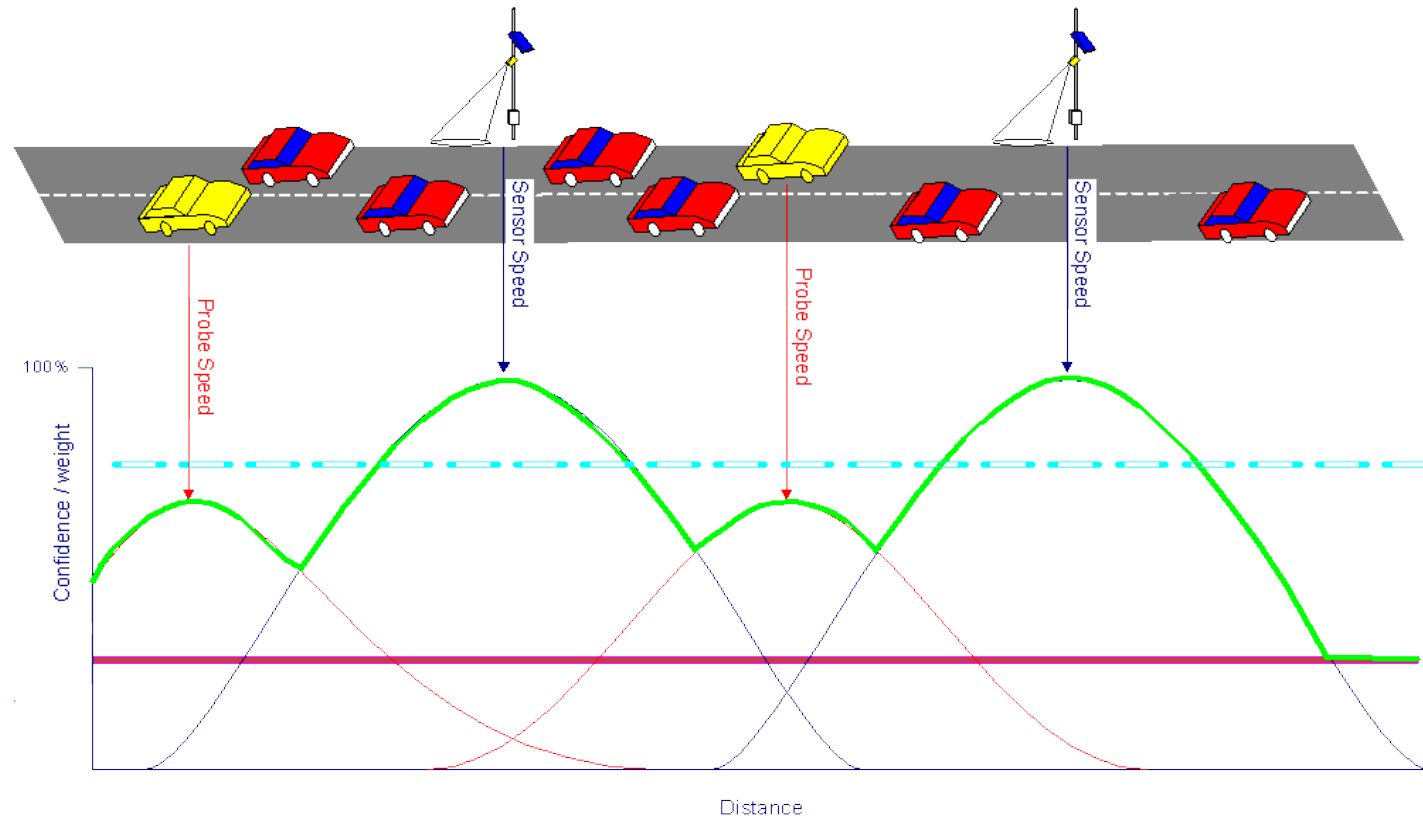 Sensor Speed
Sensor Speed
Probe Speed
Probe Speed
100%
Confidence / weight
Distance